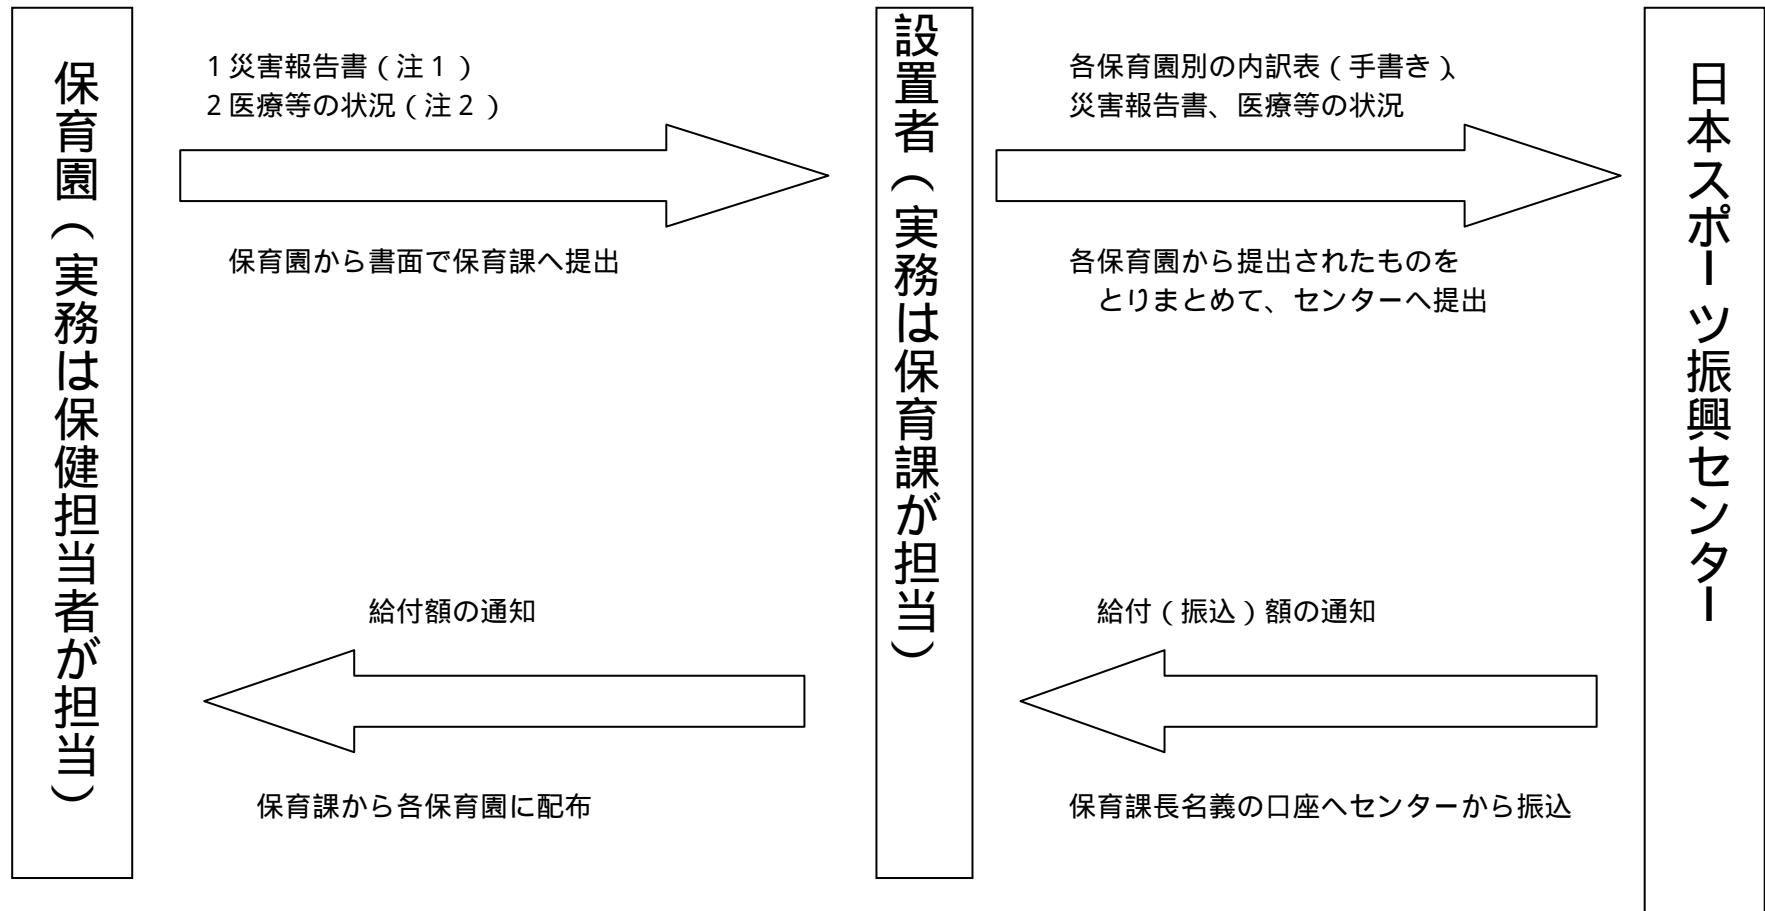 保育園（実務は保健担当者が担当）
1災害報告書（注１）
2医療等の状況（注２）
保育園から書面で保育課へ提出
給付額の通知
保育課から各保育園に配布
設置者（実務は保育課が担当）
各保育園別の内訳表（手書き）、
災害報告書、医療等の状況
各保育園から提出されたものを
とりまとめて、センターへ提出
給付（振込）額の通知
保育課長名義の口座へセンターから振込
日本スポーツ振興センター